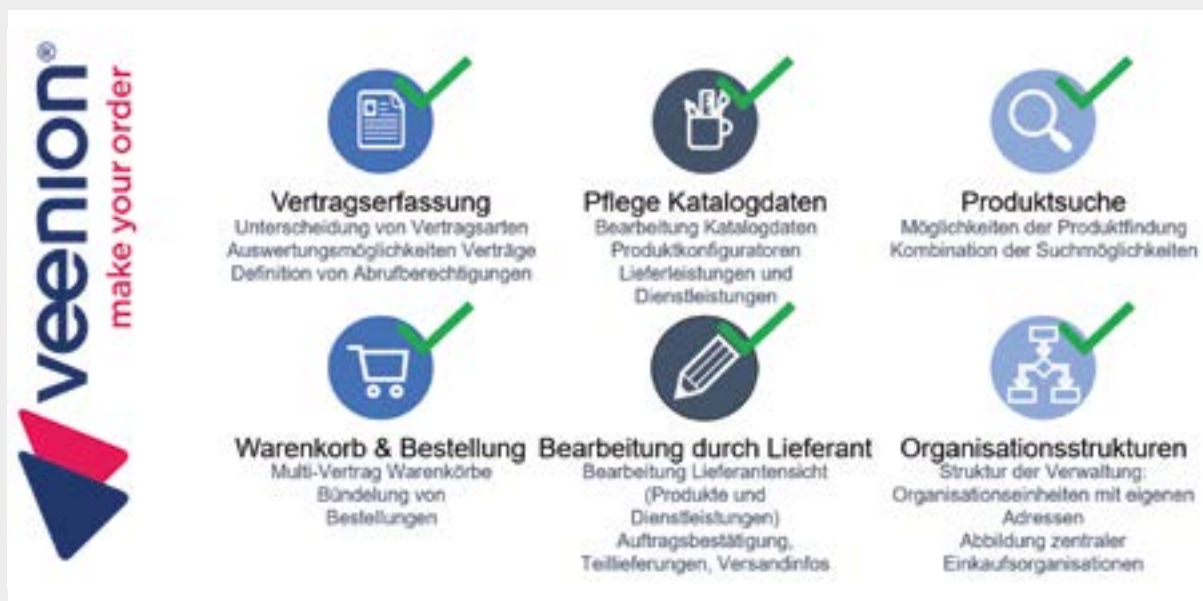 veenion®
make your order
Vertragserfassung
Unterscheidung von Vertragsarten
Auswertungsmöglichkeiten Verträge
Definition von Abrufberechtigungen
Pflege Katalogdaten
Bearbeitung Katalogdaten
Produktkonfiguratoren
Lieferleistungen und
Dienstleistungen
Produktsuche
Möglichkeiten der Produktfindung
Kombination der Suchmöglichkeiten
Warenkorb & Bestellung
Multi-Vertrag Warenkörbe
Bündelung von
Bestellungen
Bearbeitung durch Lieferant
Bearbeitung Lieferantensicht
(Produkte und
Dienstleistungen)
Auftragsbestätigung,
Teillieferungen, Versandinfos
Organisationsstrukturen
Struktur der Verwaltung:
Organisationseinheiten mit eigenen
Adressen
Abbildung zentraler
Einkaufsorganisationen